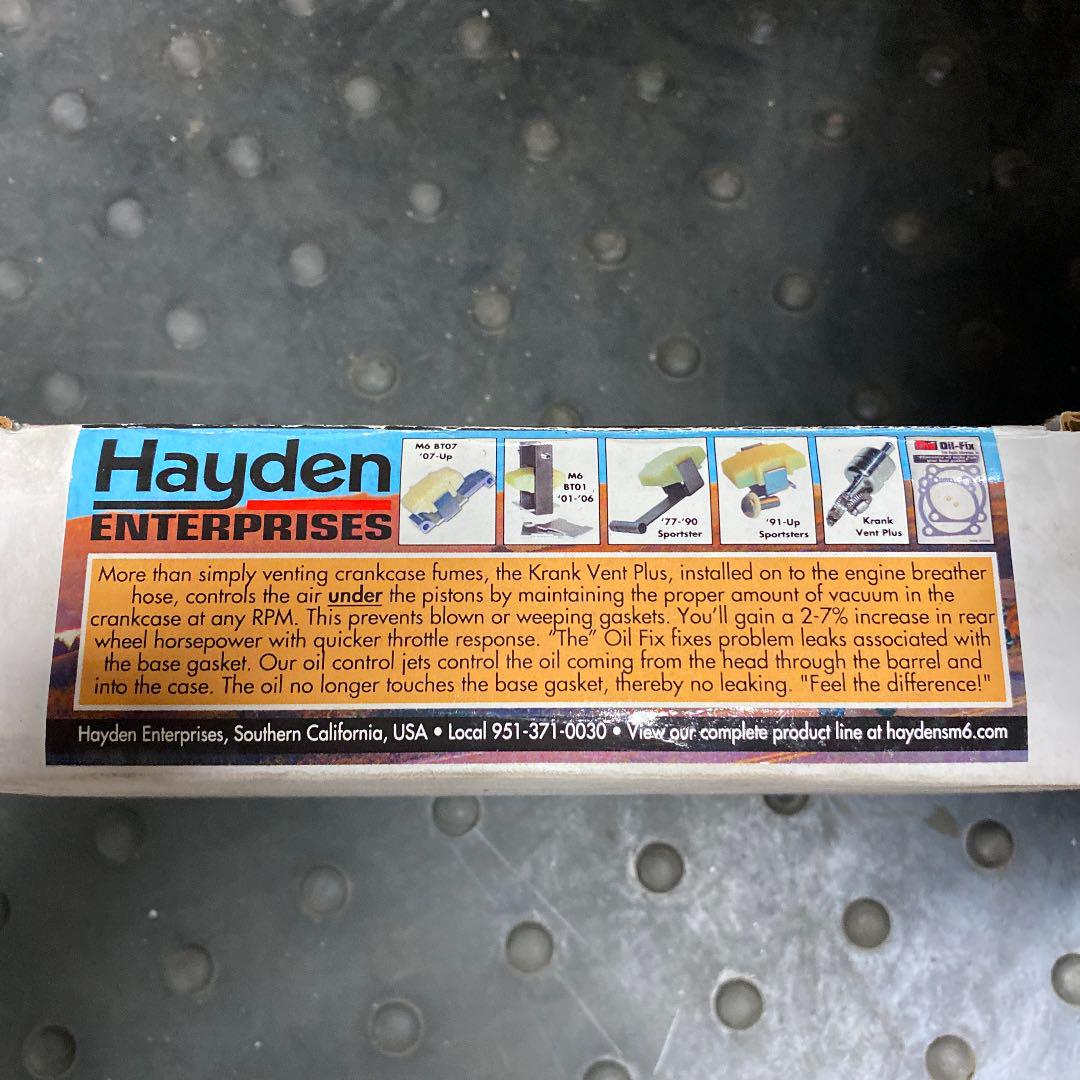 Hayden
ENTERPRISES
M6 BT07
'07-Up
M6
BT01
'01-'06
'77-'90
Sportster
'91-Up
Sportsters
Krank
Vent Plus
Oil-Fix
More than simply venting crankcase fumes, the Krank Vent Plus, installed on to the engine breather
hose, controls the air under the pistons by maintaining the proper amount of vacuum in the
crankcase at any RPM. This prevents blown or weeping gaskets. You'll gain a 2-7% increase in rear
wheel horsepower with quicker throttle response. "The" Oil Fix fixes problem leaks associated with
the base gasket. Our oil control jets control the oil coming from the head through the barrel and
into the case. The oil no longer touches the base gasket, thereby no leaking. "Feel the difference!"
Hayden Enterprises, Southern California, USA • Local 951-371-0030 • View our complete product line at haydensm6.com